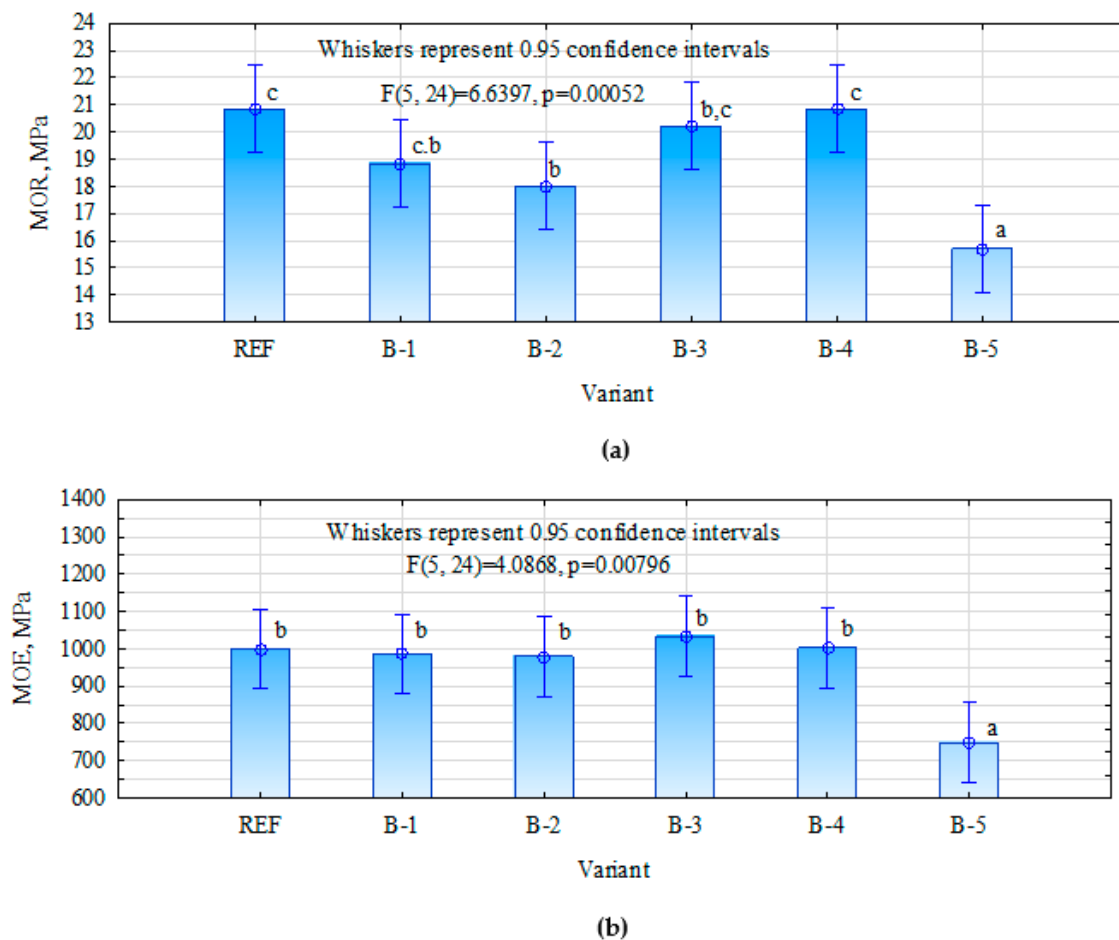 24
23
22
21
20
19
18
17
16
15
14
13
MOR, MPa
Whiskers represent 0.95 confidence intervals
F(5, 24)=6.6397, p=0.00052
c
c.b
b
b,c
c
a
REF B-1 B-2 B-3 B-4 B-5
Variant
(a)
1400
1300
1200
1100
1000
900
800
700
600
MOE, MPa
Whiskers represent 0.95 confidence intervals
F(5, 24)=4.0868, p=0.00796
b
b
b
b
b
a
REF B-1 B-2 B-3 B-4 B-5
Variant
(b)